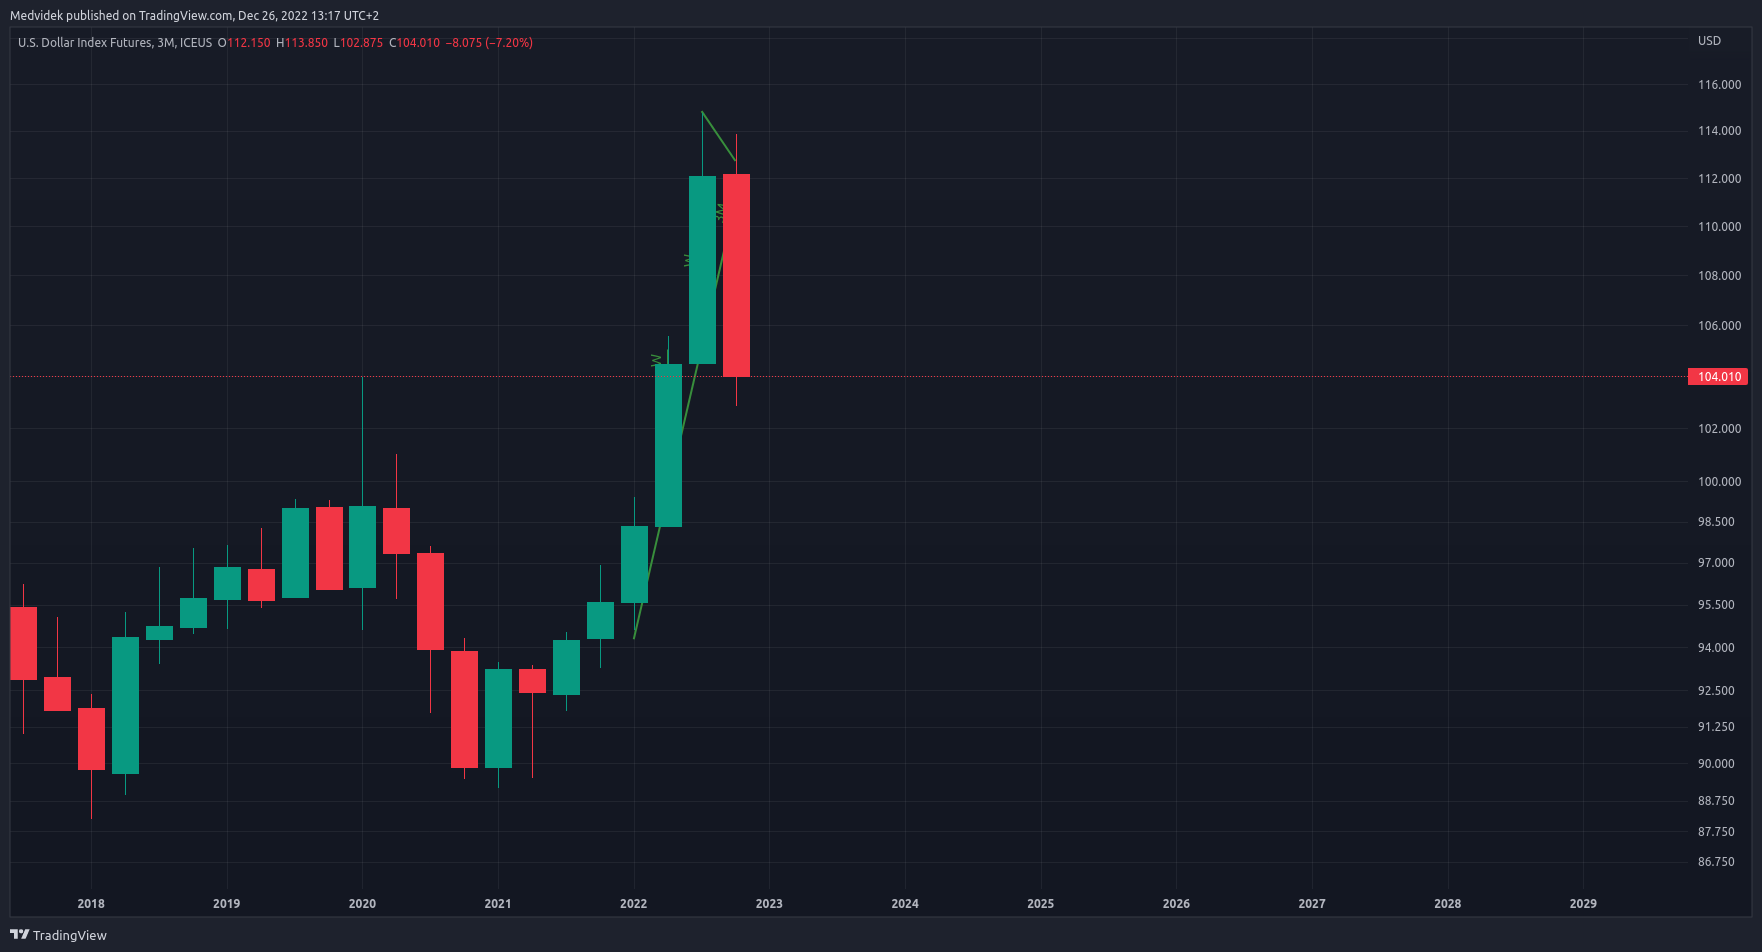 Medvidek published on TradingView.com, Dec 26, 2022 13:17 UTC+2
U.S. Dollar Index Futures, 3M, ICEUS O112.150 H113.850 L102.875 C104.010 −8.075 (−7.20%)
USD
116.000
114.000
112.000
3M
110.000
W
108.000
106.000
W
104.010
102.000
100.000
98.500
97.000
95.500
94.000
92.500
91.250
90.000
88.750
87.750
86.750
2018 2019 2020 2021 2022 2023 2024 2025 2026 2027 2028 2029
TradingView